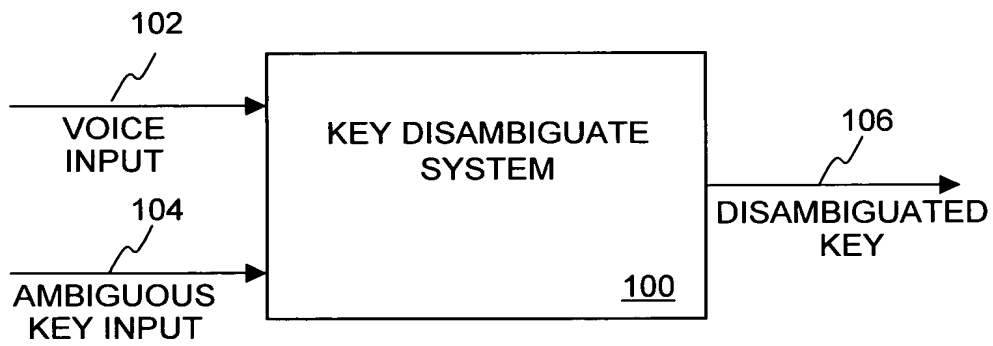 102
VOICE
INPUT
104
AMBIGUOUS
KEY INPUT
KEY DISAMBIGUATE
SYSTEM
100
106
DISAMBIGUATED
KEY